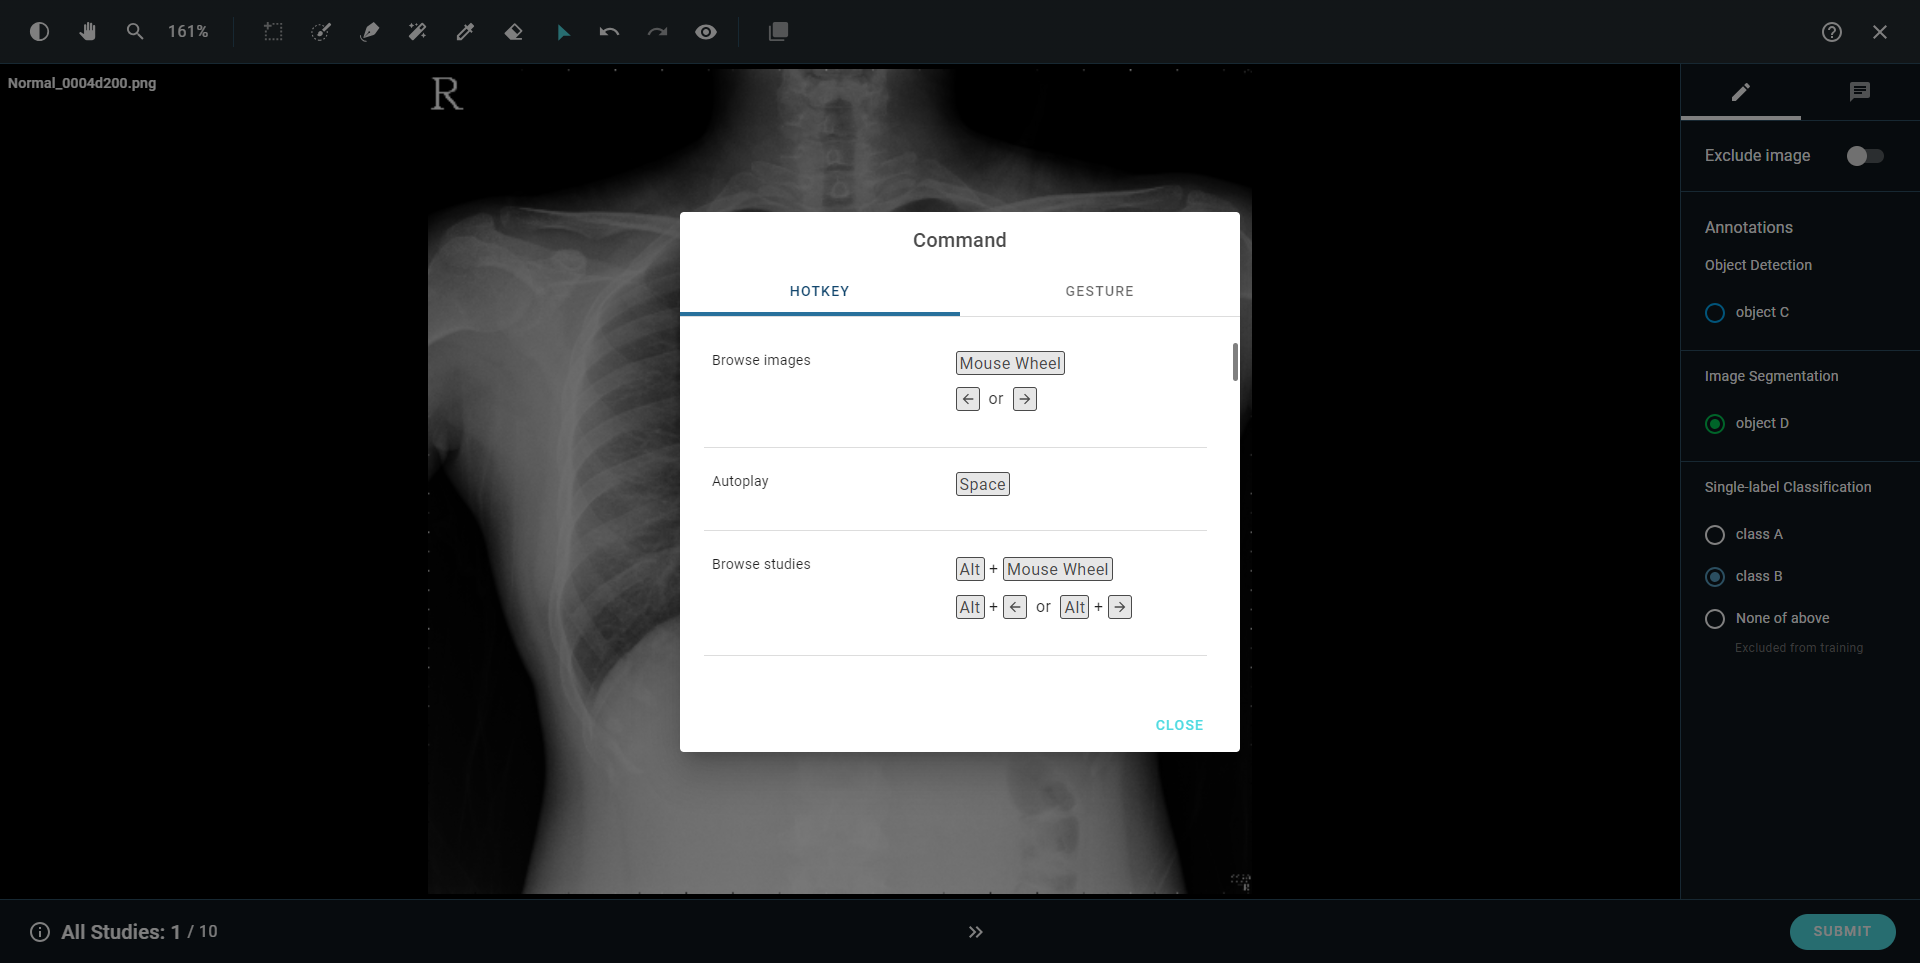 161%
Normal_0004d200.png
R
Exclude image
Annotations
Object Detection
object C
Image Segmentation
object D
Single-label Classification
class A
class B
None of above
Excluded from training
Command
HOTKEY GESTURE
Browse images Mouse Wheel
← or →
Autoplay Space
Browse studies Alt + Mouse Wheel
Alt + ← or Alt + →
CLOSE
All Studies: 1 / 10
SUBMIT